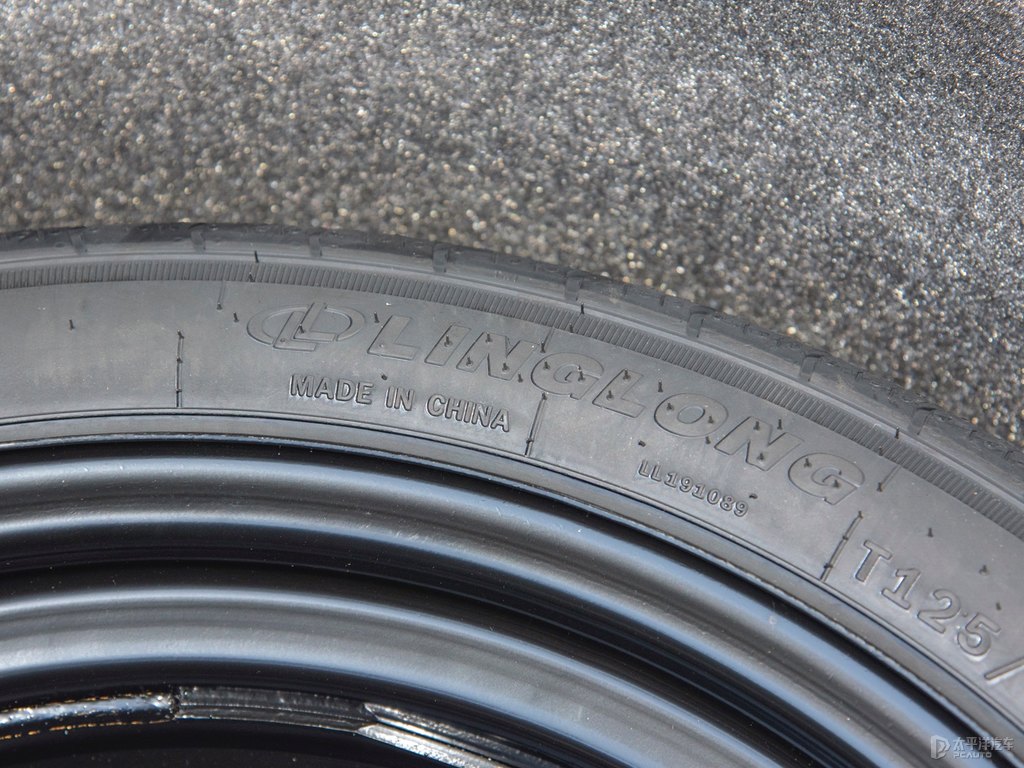 LINGLONG
MADE IN CHINA
LL191089
T125/
太平洋汽车
PCAUTO